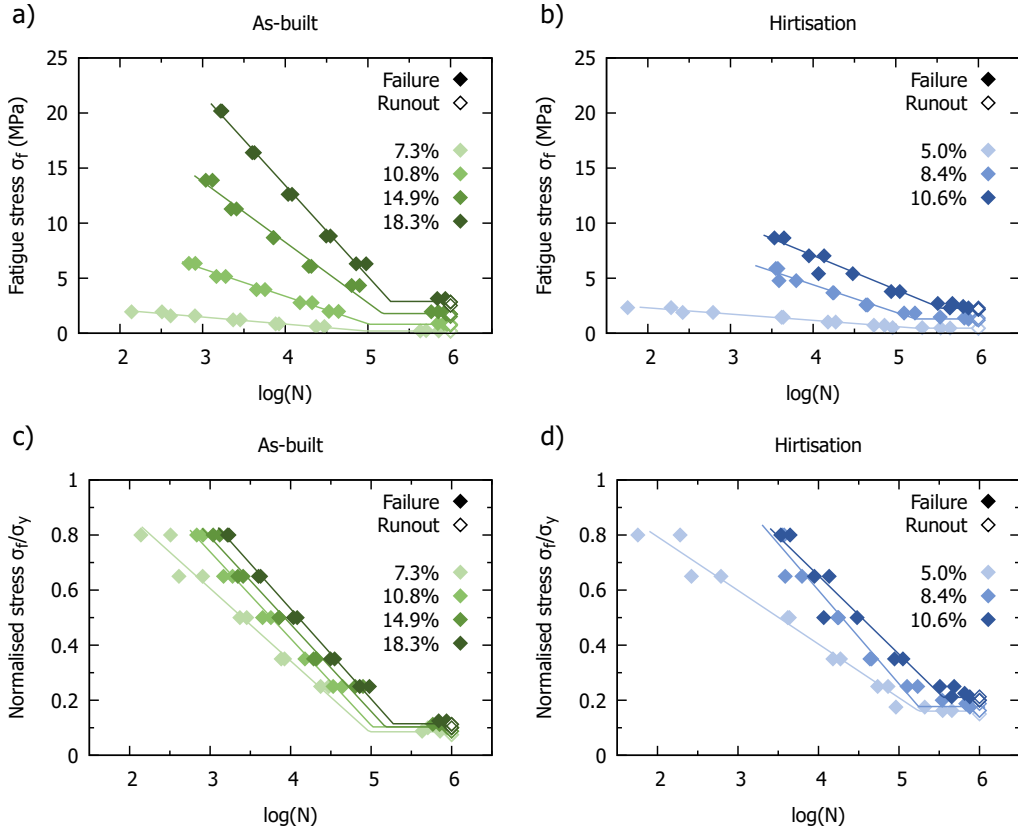 a)
As-built
Fatigue stress σf (MPa)
25
20
15
10
5
0
2
3
4
5
6
log(N)
Failure
Runout
7.3%
10.8%
14.9%
18.3%
b)
Hirtisation
Fatigue stress σf (MPa)
25
20
15
10
5
0
2
3
4
5
6
log(N)
Failure
Runout
5.0%
8.4%
10.6%
c)
As-built
Normalised stress σf/σy
1
0.8
0.6
0.4
0.2
0
2
3
4
5
6
log(N)
Failure
Runout
7.3%
10.8%
14.9%
18.3%
d)
Hirtisation
Normalised stress σf/σy
1
0.8
0.6
0.4
0.2
0
2
3
4
5
6
log(N)
Failure
Runout
5.0%
8.4%
10.6%